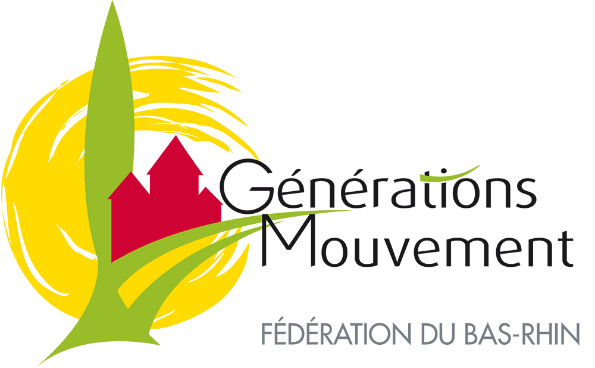 Générations
Mouvement
FÉDÉRATION DU BAS-RHIN